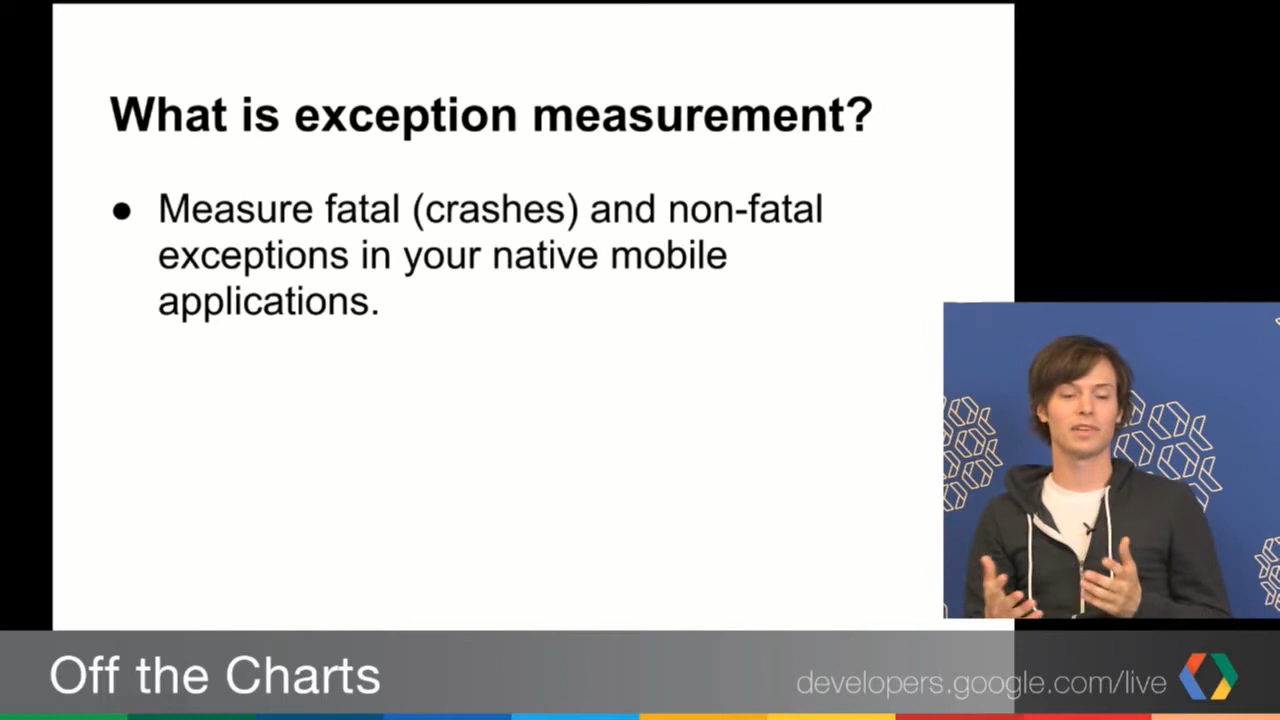 What is exception measurement?
● Measure fatal (crashes) and non-fatal
exceptions in your native mobile
applications.
Off the Charts
developers.google.com/live